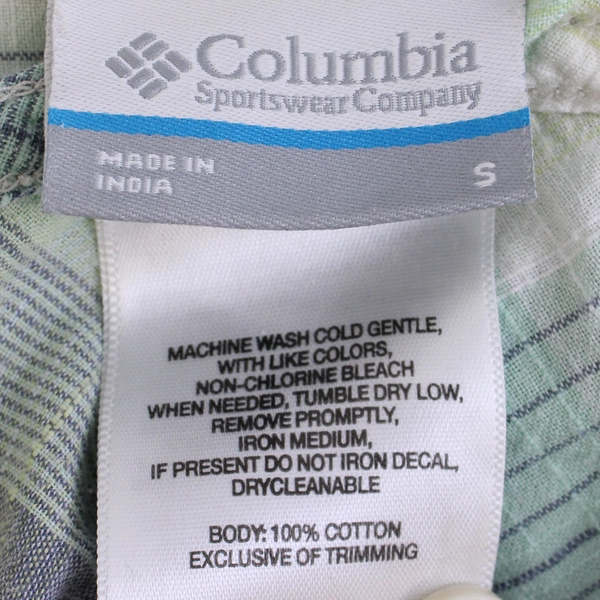 Columbia
Sportswear Company
MADE IN
INDIA
S
MACHINE WASH COLD GENTLE,
WITH LIKE COLORS,
NON-CHLORINE BLEACH
WHEN NEEDED, TUMBLE DRY LOW,
REMOVE PROMPTLY,
IRON MEDIUM,
IF PRESENT DO NOT IRON DECAL,
DRYCLEANABLE
BODY: 100% COTTON
EXCLUSIVE OF TRIMMING